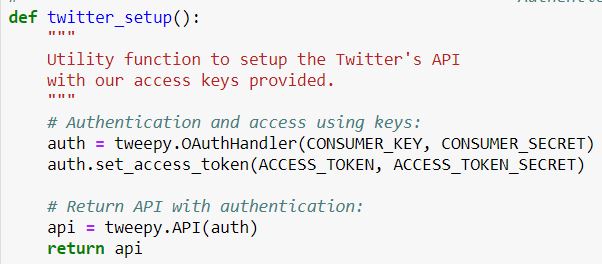 def twitter_setup():
    """
    Utility function to setup the Twitter's API
    with our access keys provided.
    """
    # Authentication and access using keys:
    auth = tweepy.OAuthHandler(CONSUMER_KEY, CONSUMER_SECRET)
    auth.set_access_token(ACCESS_TOKEN, ACCESS_TOKEN_SECRET)

    # Return API with authentication:
    api = tweepy.API(auth)
    return api